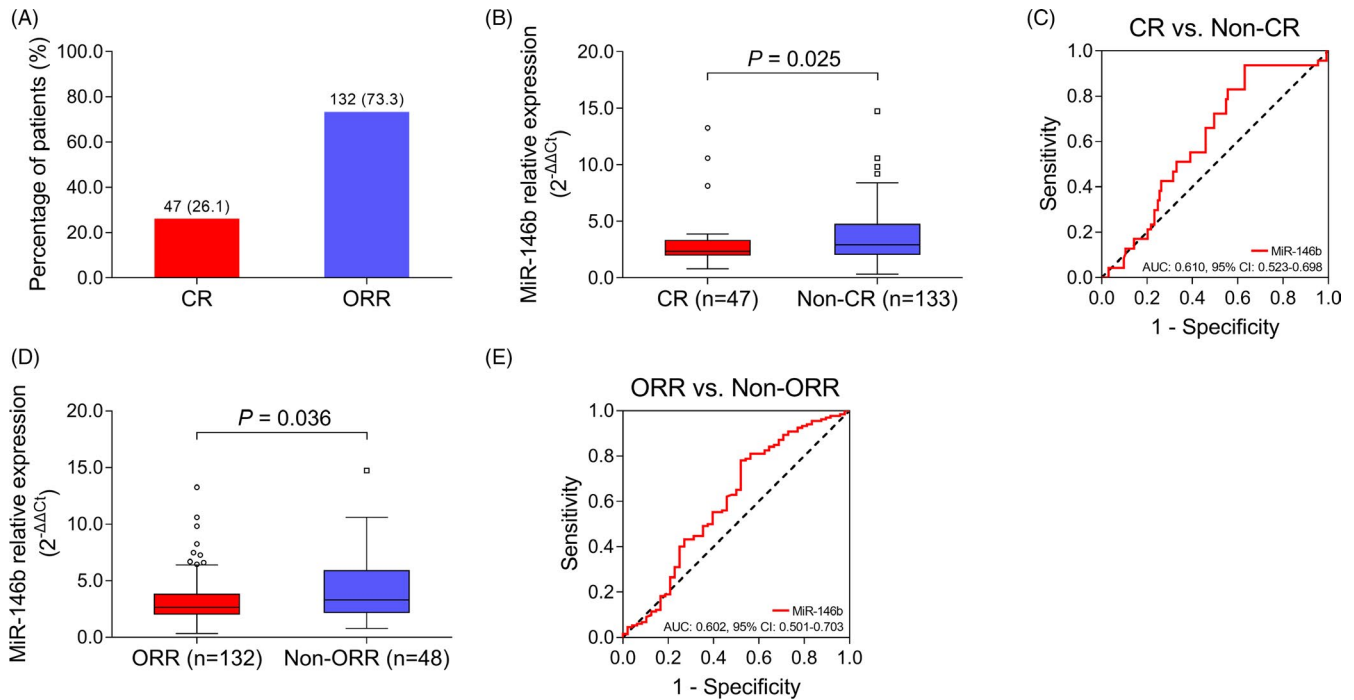 (A)
Percentage of patients (%)
100.0
80.0
60.0
40.0
20.0
0.0
47 (26.1)
132 (73.3)
CR
ORR
(B)
MiR-146b relative expression
(2^-ΔΔCt)
20.0
15.0
10.0
5.0
0.0
P = 0.025
CR (n=47)
Non-CR (n=133)
(C)
CR vs. Non-CR
Sensitivity
1.0
0.8
0.6
0.4
0.2
0.0
MiR-146b
AUC: 0.610, 95% CI: 0.523-0.698
0.0 0.2 0.4 0.6 0.8 1.0
1 - Specificity
(D)
MiR-146b relative expression
(2^-ΔΔCt)
20.0
15.0
10.0
5.0
0.0
P = 0.036
ORR (n=132)
Non-ORR (n=48)
(E)
ORR vs. Non-ORR
Sensitivity
1.0
0.8
0.6
0.4
0.2
0.0
MiR-146b
AUC: 0.602, 95% CI: 0.501-0.703
0.0 0.2 0.4 0.6 0.8 1.0
1 - Specificity